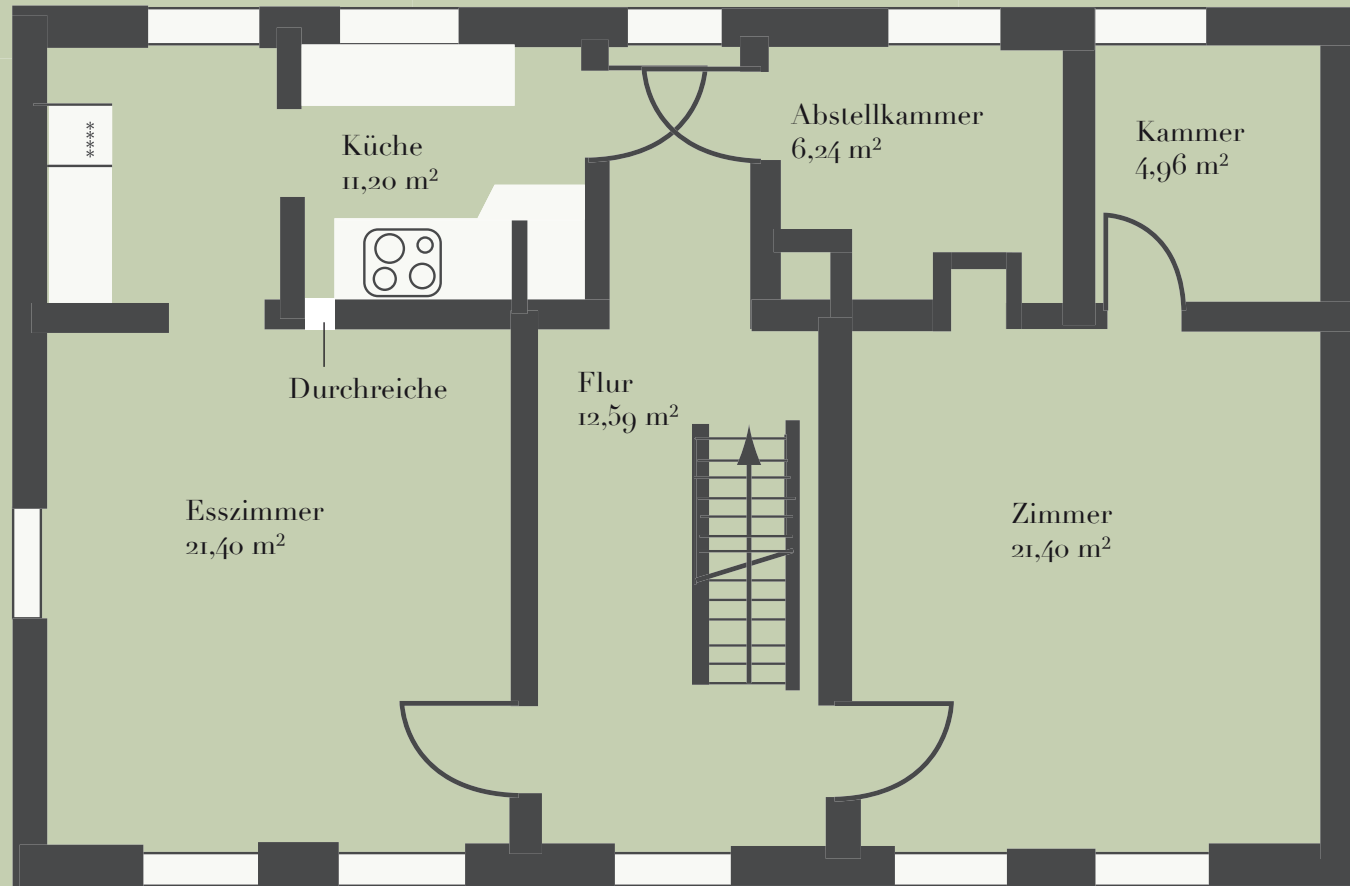 Küche
11,20 m²
Abstellkammer
6,24 m²
Kammer
4,96 m²
Durchreiche
Flur
12,59 m²
Esszimmer
21,40 m²
Zimmer
21,40 m²